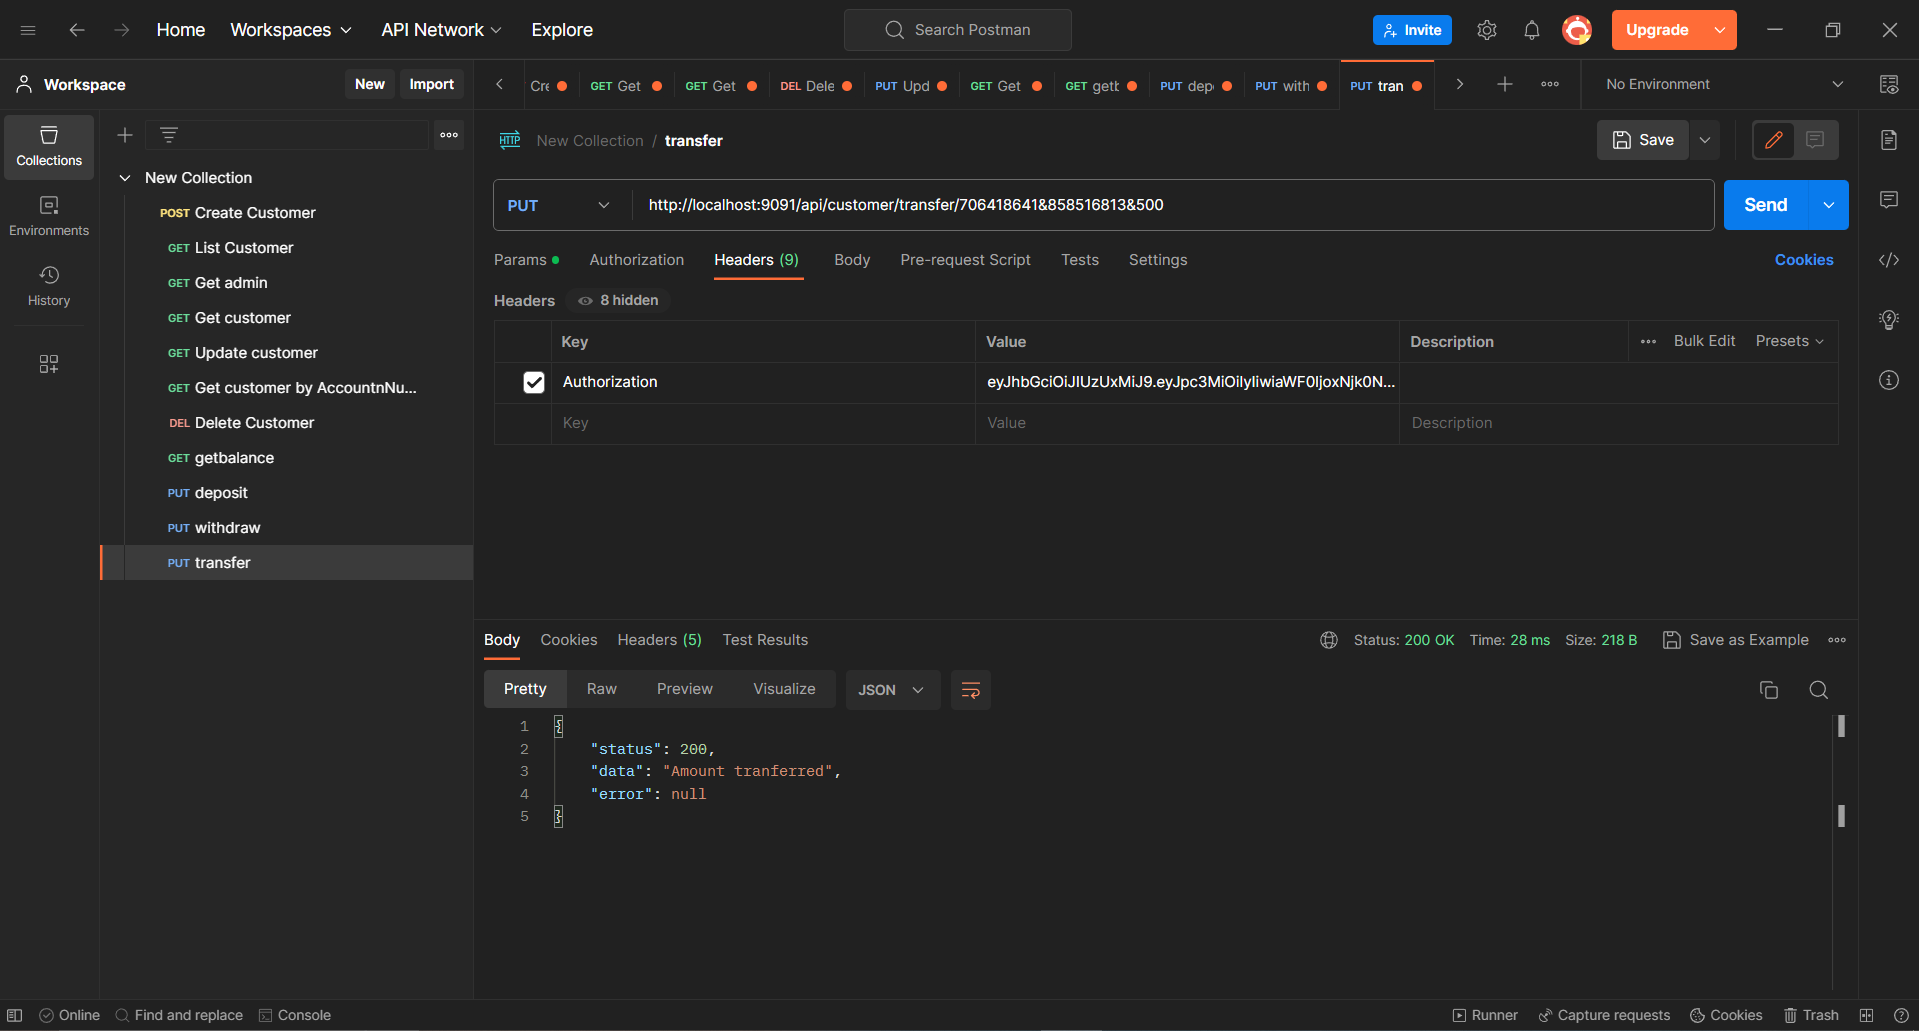 Home Workspaces API Network Explore Search Postman Invite Upgrade
Workspace New Import
Cre GET Get GET Get DEL Dele PUT Upd GET Get GET getb PUT dep PUT with PUT tran No Environment
Collections
Environments
History
New Collection
POST Create Customer
GET List Customer
GET Get admin
GET Get customer
GET Update customer
GET Get customer by AccountnNu...
DEL Delete Customer
GET getbalance
PUT deposit
PUT withdraw
PUT transfer
HTTP New Collection / transfer Save
PUT http://localhost:9091/api/customer/transfer/706418641&858516813&500 Send
Params Authorization Headers (9) Body Pre-request Script Tests Settings Cookies
Headers 8 hidden
Key Value Description Bulk Edit Presets
Authorization eyJhbGciOiJIUzUxMiJ9.eyJpc3MiOiIyIiwiaWF0IjoxNjk0N...
Key Value Description
Body Cookies Headers (5) Test Results Status: 200 OK Time: 28 ms Size: 218 B Save as Example
Pretty Raw Preview Visualize JSON
1 {
2 "status": 200,
3 "data": "Amount tranferred",
4 "error": null
5 }
Online Find and replace Console Runner Capture requests Cookies Trash